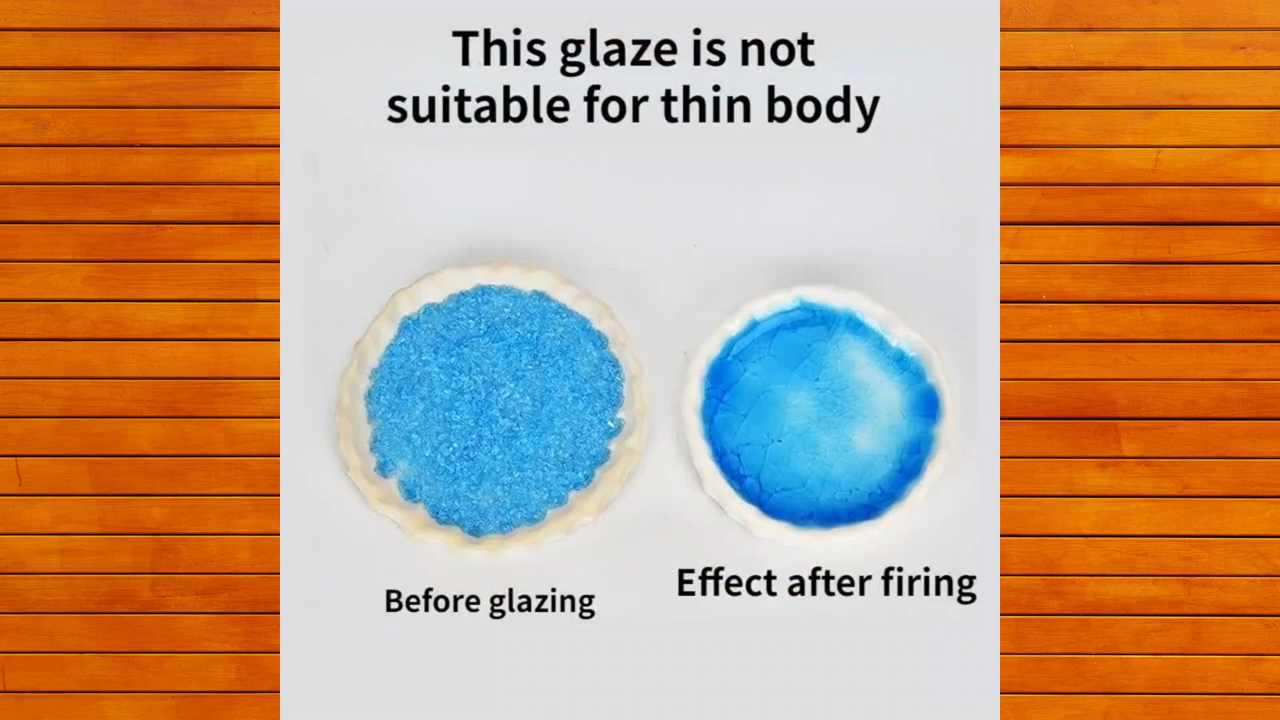 This glaze is not
suitable for thin body
Before glazing
Effect after firing